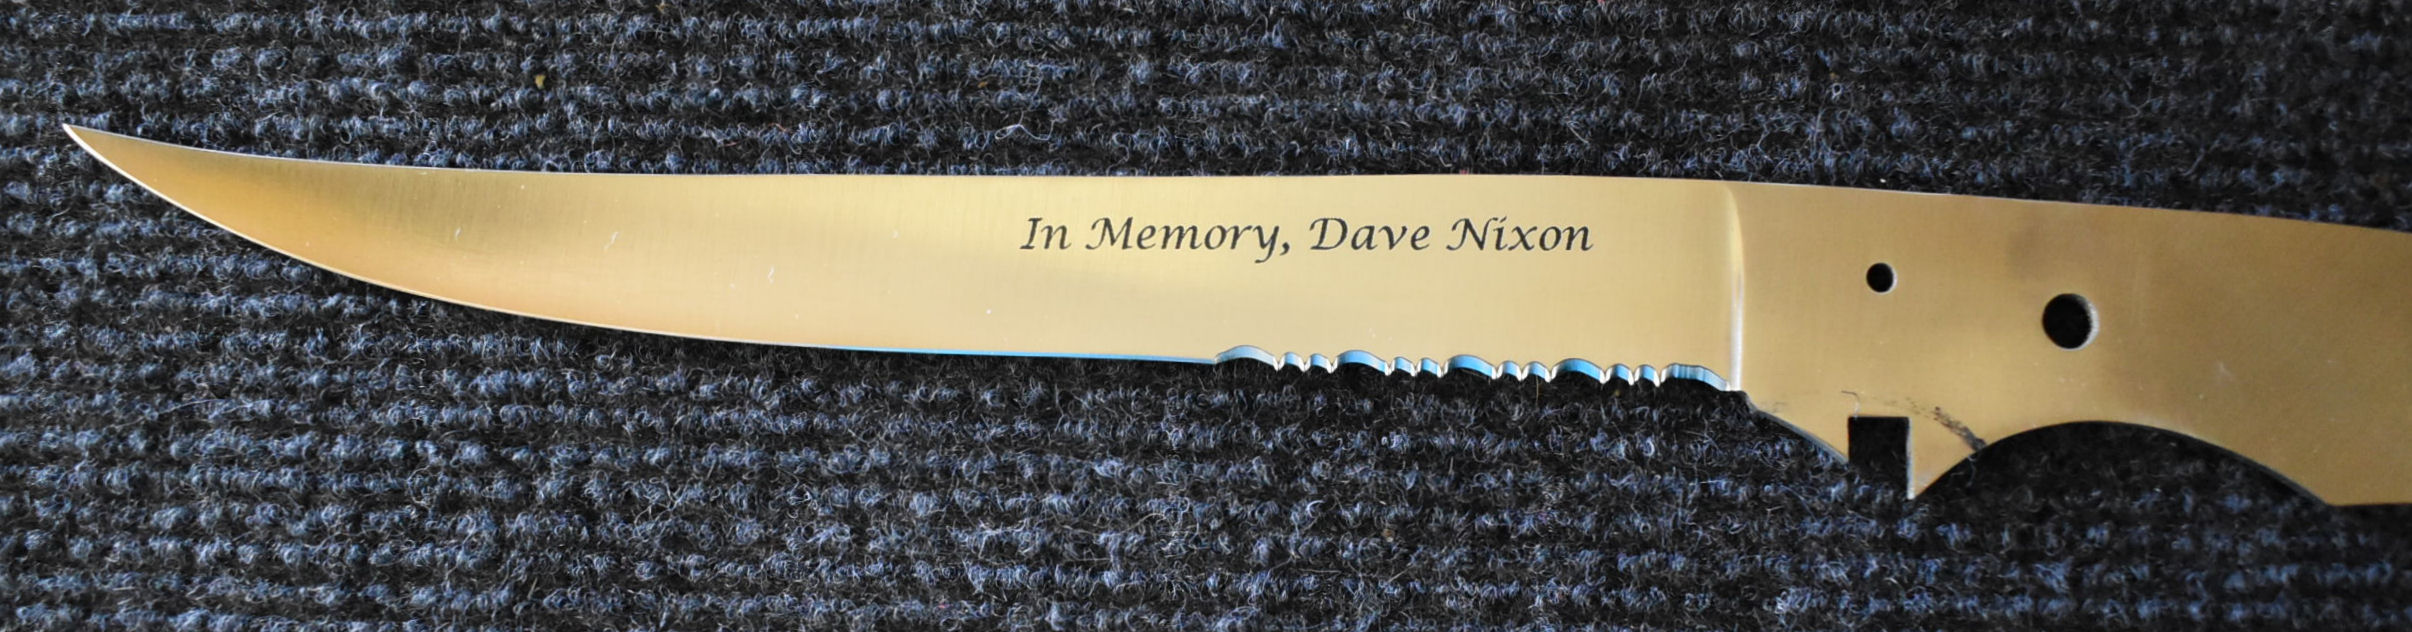 In Memory, Dave Nixon